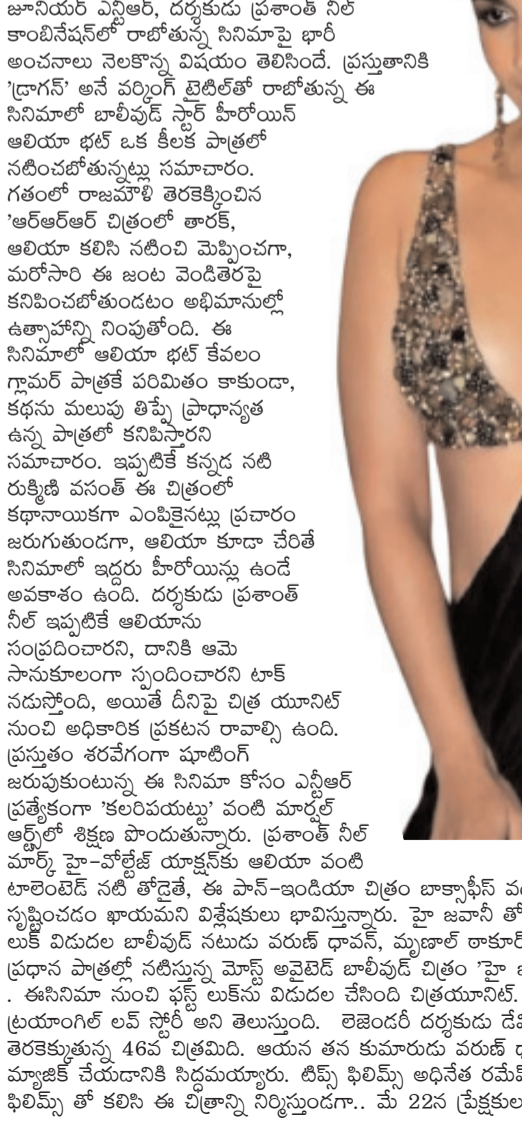 జూనియర్ ఎన్టీఆర్, దర్శకుడు ప్రశాంత్ నీల్
కాంబినేషన్‌లో రాబోతున్న సినిమాపై భారీ
అంచనాలు నెలకొన్న విషయం తెలిసిందే. ప్రస్తుతానికి
'డ్రాగన్' అనే వర్కింగ్ టైటిల్‌తో రాబోతున్న ఈ
సినిమాలో బాలీవుడ్ స్టార్ హీరోయిన్
ఆలియా భట్ ఒక కీలక పాత్రలో
నటించబోతున్నట్లు సమాచారం.
గతంలో రాజమౌళి తెరకెక్కించిన
'ఆర్ఆర్ఆర్ చిత్రంలో తారక్,
ఆలియా కలిసి నటించి మెప్పించగా,
మరోసారి ఈ జంట వెండితెరపై
కనిపించబోతుండటం అభిమానుల్లో
ఉత్సాహాన్ని నింపుతోంది. ఈ
సినిమాలో ఆలియా భట్ కేవలం
గ్లామర్ పాత్రకే పరిమితం కాకుండా,
కథను మలుపు తిప్పే ప్రాధాన్యత
ఉన్న పాత్రలో కనిపిస్తారని
సమాచారం. ఇప్పటికే కన్నడ నటి
రుక్మిణి వసంత్ ఈ చిత్రంలో
కథానాయికగా ఎంపికైనట్లు ప్రచారం
జరుగుతుండగా, ఆలియా కూడా చేరితే
సినిమాలో ఇద్దరు హీరోయిన్లు ఉండే
అవకాశం ఉంది. దర్శకుడు ప్రశాంత్
నీల్ ఇప్పటికే ఆలియాను
సంప్రదించారని, దానికి ఆమె
సానుకూలంగా స్పందించారని టాక్
నడుస్తోంది, అయితే దీనిపై చిత్ర యూనిట్
నుంచి అధికారిక ప్రకటన రావాల్సి ఉంది.
ప్రస్తుతం శరవేగంగా షూటింగ్
జరుపుకుంటున్న ఈ సినిమా కోసం ఎన్టీఆర్
ప్రత్యేకంగా 'కలరిపయట్టు' వంటి మార్షల్
ఆర్ట్స్‌లో శిక్షణ పొందుతున్నారు. ప్రశాంత్ నీల్
మార్క్ హై-వోల్టేజ్ యాక్షన్‌కు ఆలియా వంటి
టాలెంటెడ్ నటి తోడైతే, ఈ పాన్-ఇండియా చిత్రం బాక్సాఫీస్
సృష్టించడం ఖాయమని విశ్లేషకులు భావిస్తున్నారు. హై జవానీ
లుక్ విడుదల బాలీవుడ్ నటుడు వరుణ్ ధావన్, మృణాల్ ఠాకూర్
ప్రధాన పాత్రల్లో నటిస్తున్న మోస్ట్ అవైటెడ్ బాలీవుడ్ చిత్రం 'హై
. ఈసినిమా నుంచి ఫస్ట్ లుక్‌ను విడుదల చేసింది చిత్రయూనిట్.
ట్రయాంగిల్ లవ్ స్టోరీ అని తెలుస్తుంది. లెజెండరీ దర్శకుడు
తెరకెక్కుతున్న 46వ చిత్రమిది. ఆయన తన కుమారుడు వరుణ్
మ్యాజిక్ చేయడానికి సిద్ధమయ్యారు. టిప్స్ ఫిలిమ్స్ అధినేత
ఫిలిమ్స్ తో కలిసి ఈ చిత్రాన్ని నిర్మిస్తుండగా.. మే 22న